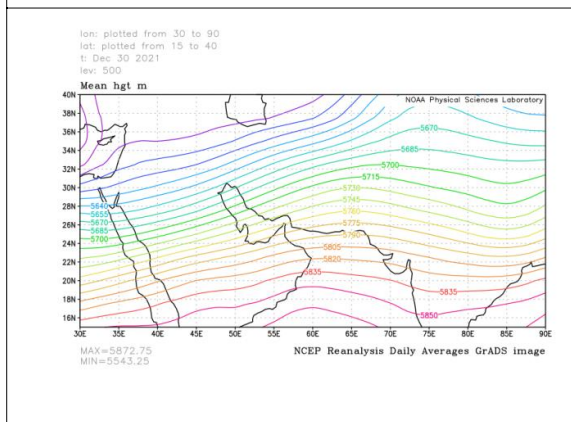 lon: plotted from 30 to 90
lat: plotted from 15 to 40
t: Dec 30 2021
lev: 500
Mean hgt m
NOAA Physical Sciences Laboratory
40N
38N
36N
34N
32N
30N
28N
26N
24N
22N
20N
18N
16N
5670
5685
5700
5715
5730
5745
5760
5775
5790
5805
5820
5835
5835
5850
5640
5655
5670
5685
5700
30E 35E 40E 45E 50E 55E 60E 65E 70E 75E 80E 85E 90E
MAX=5872.75
MIN=5543.25
NCEP Reanalysis Daily Averages GrADS image